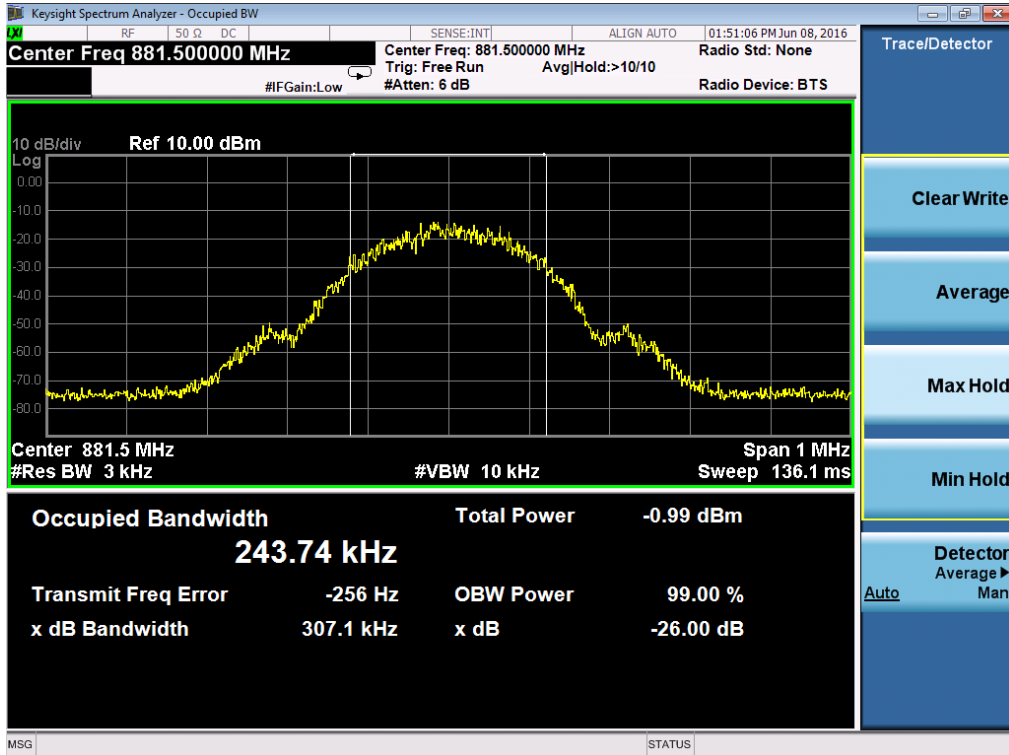 Keysight Spectrum Analyzer - Occupied BW
LXI RF 50 Ω DC SENSE:INT ALIGN AUTO 01:51:06 PM Jun 08, 2016
Center Freq 881.500000 MHz
Center Freq: 881.500000 MHz Radio Std: None
Trig: Free Run Avg|Hold:>10/10
#IFGain:Low #Atten: 6 dB Radio Device: BTS
Trace/Detector
10 dB/div Ref 10.00 dBm
Log
0.00
-10.0
-20.0
-30.0
-40.0
-50.0
-60.0
-70.0
-80.0
Center 881.5 MHz Span 1 MHz
#Res BW 3 kHz #VBW 10 kHz Sweep 136.1 ms
Occupied Bandwidth Total Power -0.99 dBm
243.74 kHz
Transmit Freq Error -256 Hz OBW Power 99.00 %
x dB Bandwidth 307.1 kHz x dB -26.00 dB
Clear Write
Average
Max Hold
Min Hold
Detector
Average
Auto Man
MSG STATUS